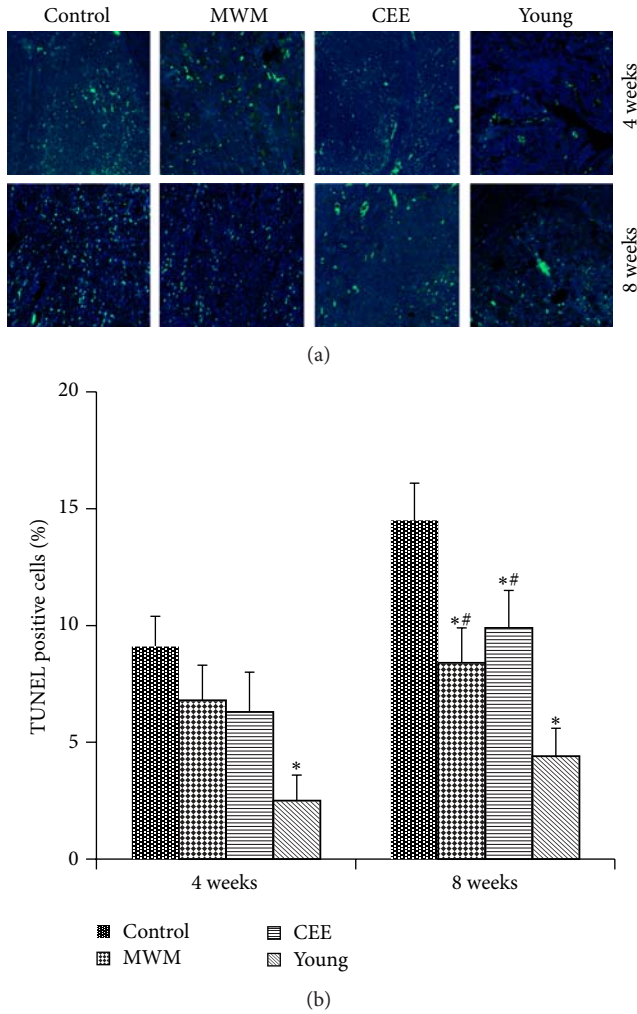 Control MWM CEE Young
4 weeks
8 weeks
(a)
TUNEL positive cells (%)
20
15
10
5
0
*
*#
*#
*
4 weeks 8 weeks
Control CEE
MWM Young
(b)